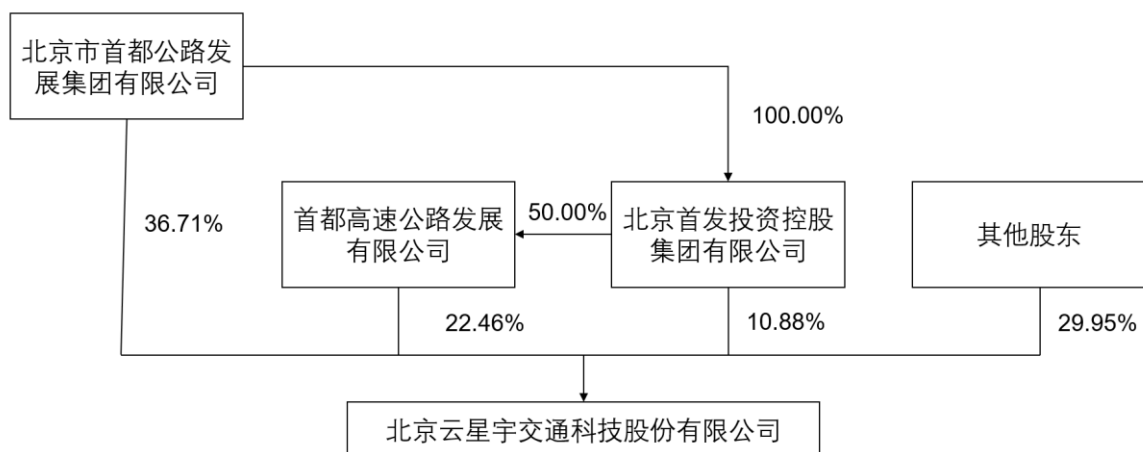 北京市首都公路发
展集团有限公司
100.00%
36.71%
首都高速公路发展
有限公司
50.00%
北京首发投资控股
集团有限公司
其他股东
22.46%
10.88%
29.95%
北京云星宇交通科技股份有限公司